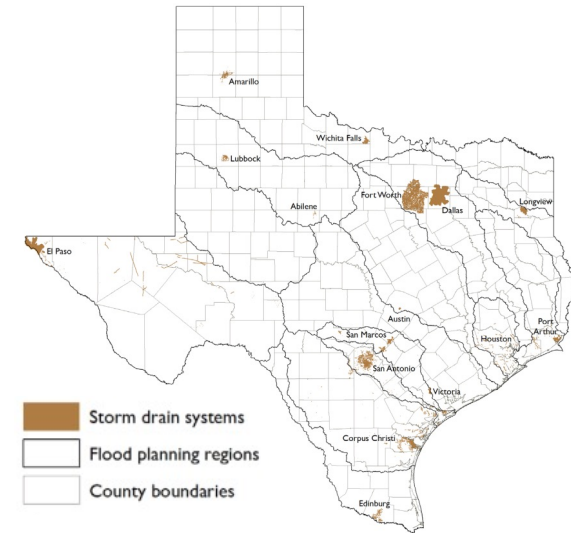 Amarillo
Wichita Falls
Lubbock
Fort Worth
Longview
Abilene
Dallas
El Paso
Austin
Port
Arthur
San Marcos
Houston
San Antonio
Victoria
Storm drain systems
Corpus Christi
Flood planning regions
County boundaries
Edinburg